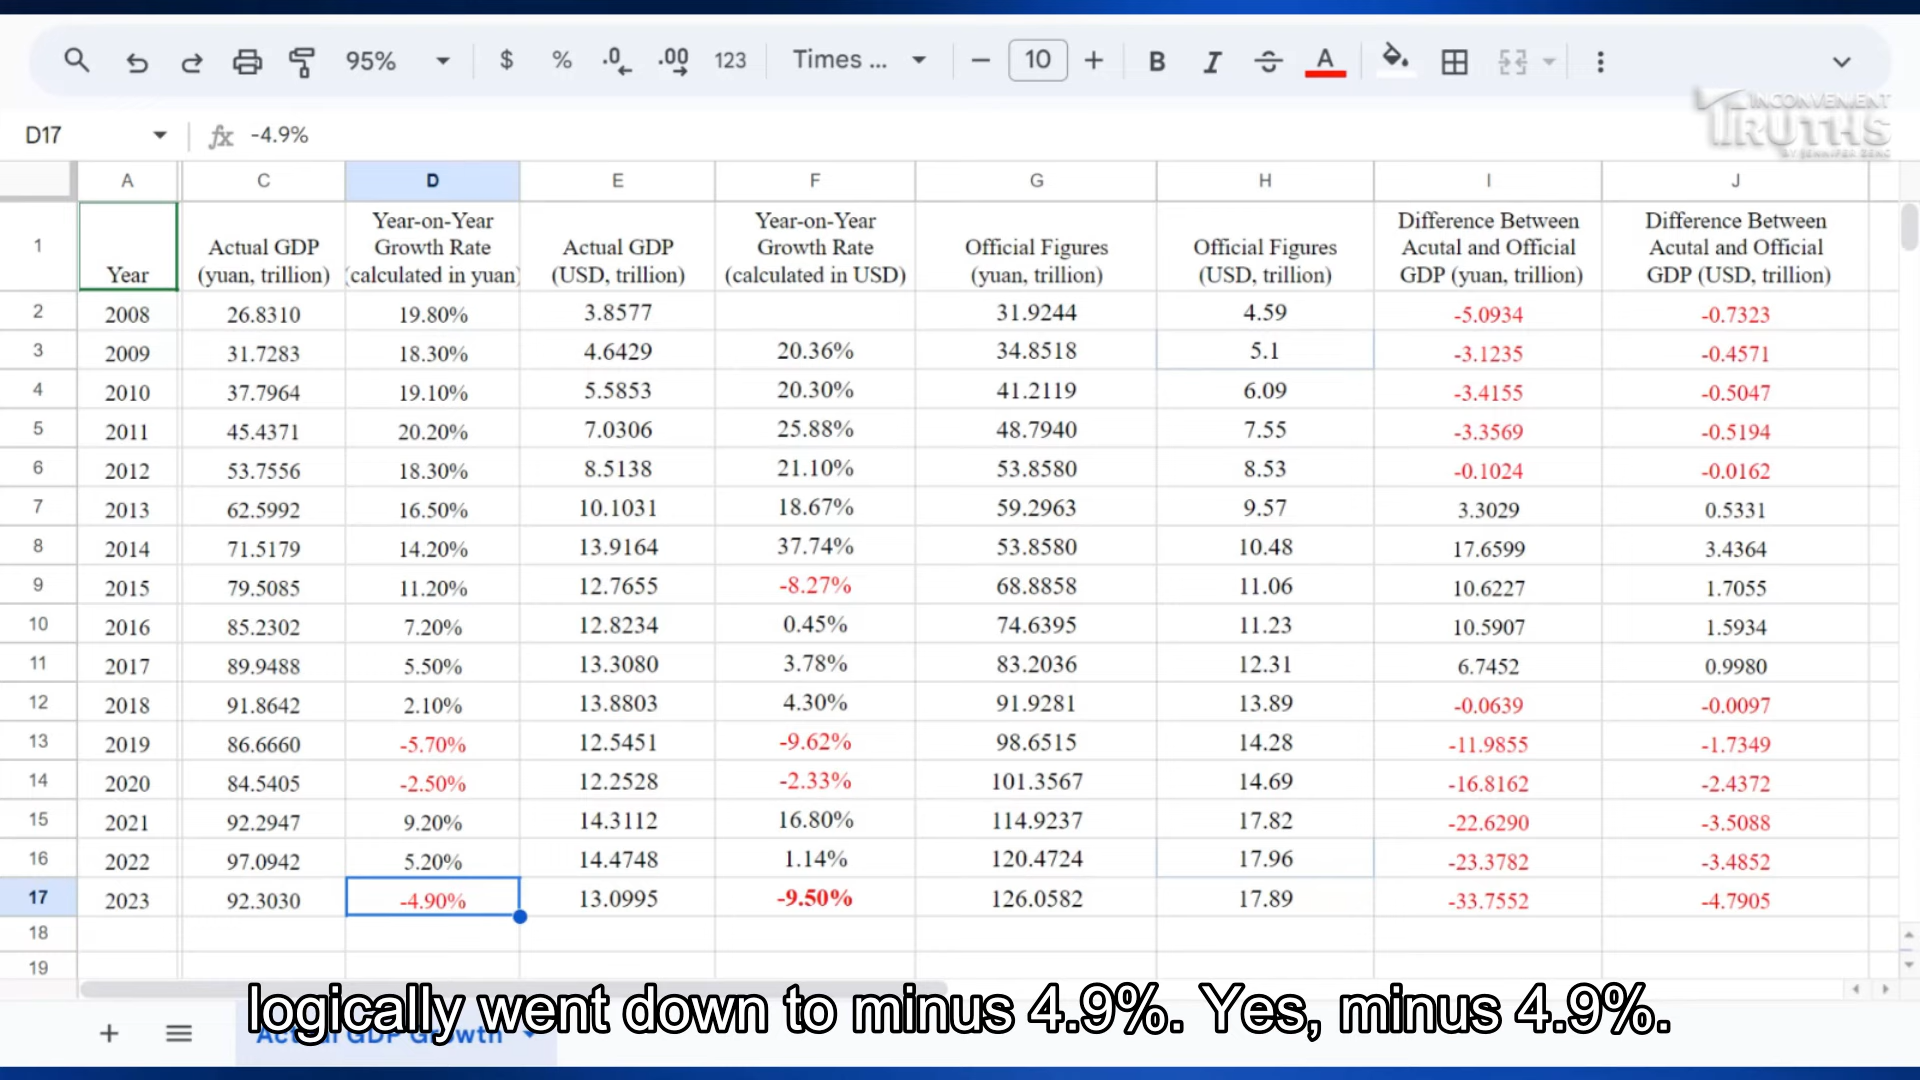 95% $ % .0 .00 123 Times ... 10 B I A
INCONVENIENT
TRUTHS
BY JENNIFER ZENG
D17 fx -4.9%
A C D E F G H I J
1 Year Actual GDP (yuan, trillion) Year-on-Year Growth Rate (calculated in yuan) Actual GDP (USD, trillion) Year-on-Year Growth Rate (calculated in USD) Official Figures (yuan, trillion) Official Figures (USD, trillion) Difference Between Acutal and Official GDP (yuan, trillion) Difference Between Acutal and Official GDP (USD, trillion)
2 2008 26.8310 19.80% 3.8577 31.9244 4.59 -5.0934 -0.7323
3 2009 31.7283 18.30% 4.6429 20.36% 34.8518 5.1 -3.1235 -0.4571
4 2010 37.7964 19.10% 5.5853 20.30% 41.2119 6.09 -3.4155 -0.5047
5 2011 45.4371 20.20% 7.0306 25.88% 48.7940 7.55 -3.3569 -0.5194
6 2012 53.7556 18.30% 8.5138 21.10% 53.8580 8.53 -0.1024 -0.0162
7 2013 62.5992 16.50% 10.1031 18.67% 59.2963 9.57 3.3029 0.5331
8 2014 71.5179 14.20% 13.9164 37.74% 53.8580 10.48 17.6599 3.4364
9 2015 79.5085 11.20% 12.7655 -8.27% 68.8858 11.06 10.6227 1.7055
10 2016 85.2302 7.20% 12.8234 0.45% 74.6395 11.23 10.5907 1.5934
11 2017 89.9488 5.50% 13.3080 3.78% 83.2036 12.31 6.7452 0.9980
12 2018 91.8642 2.10% 13.8803 4.30% 91.9281 13.89 -0.0639 -0.0097
13 2019 86.6660 -5.70% 12.5451 -9.62% 98.6515 14.28 -11.9855 -1.7349
14 2020 84.5405 -2.50% 12.2528 -2.33% 101.3567 14.69 -16.8162 -2.4372
15 2021 92.2947 9.20% 14.3112 16.80% 114.9237 17.82 -22.6290 -3.5088
16 2022 97.0942 5.20% 14.4748 1.14% 120.4724 17.96 -23.3782 -3.4852
17 2023 92.3030 -4.90% 13.0995 -9.50% 126.0582 17.89 -33.7552 -4.7905
18
19
logically went down to minus 4.9%. Yes, minus 4.9%.
Actual GDP Growth